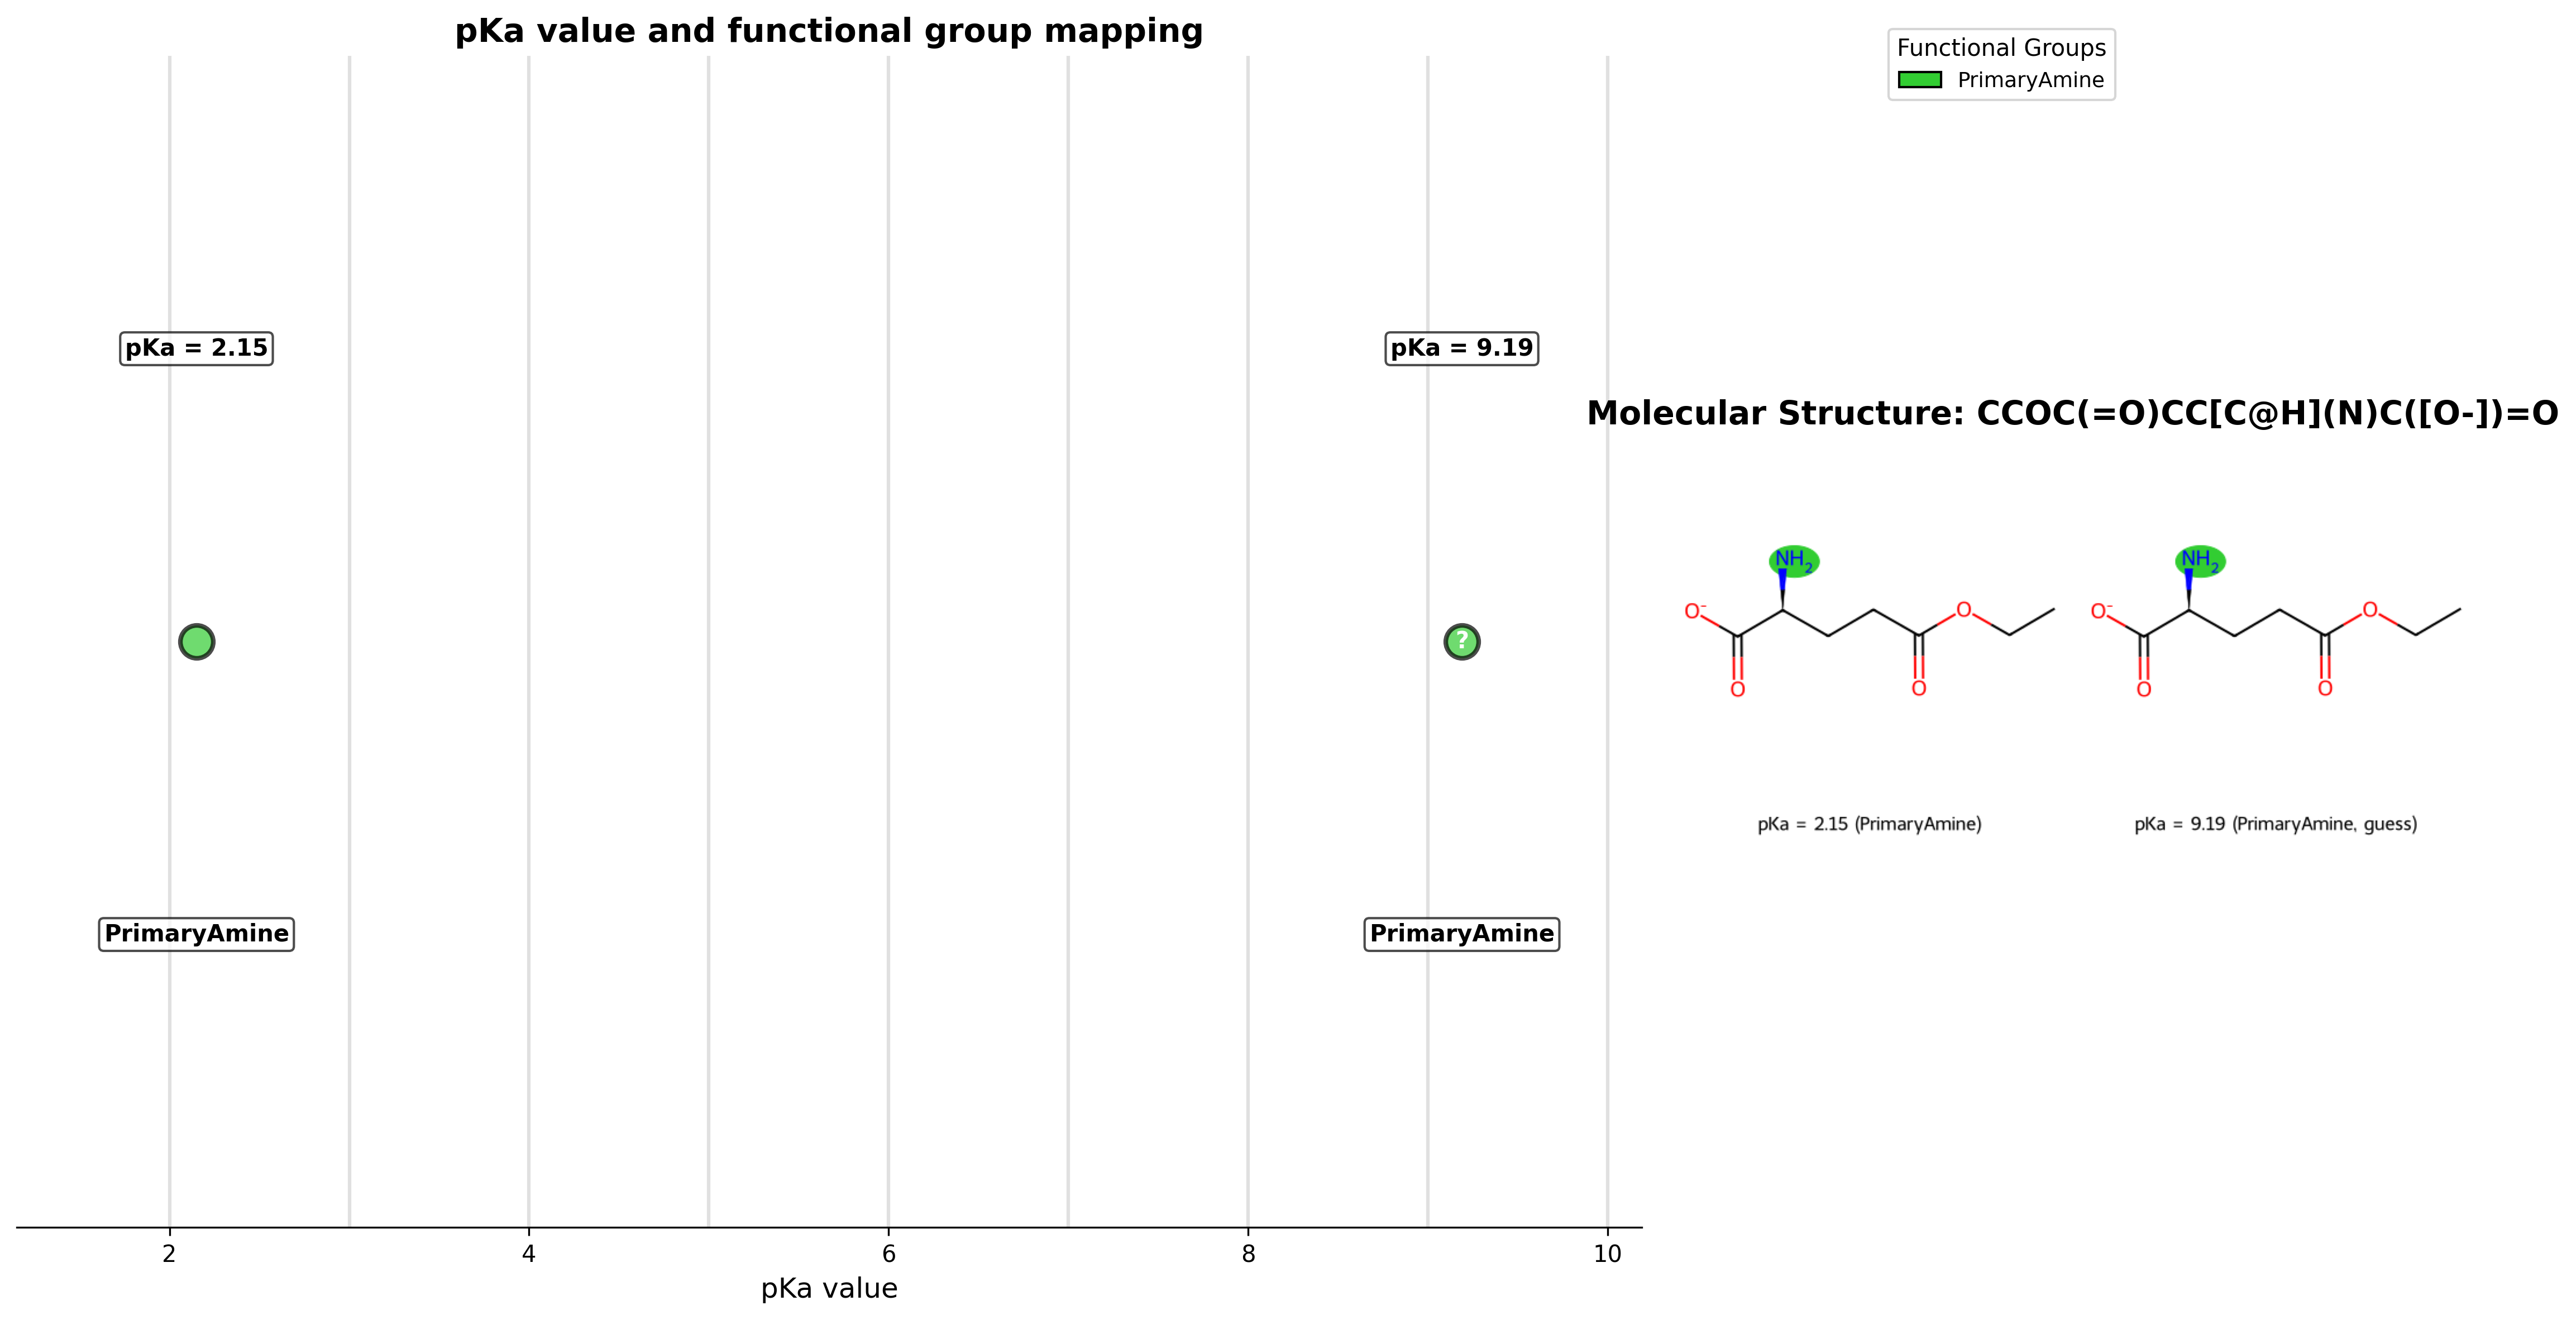 pKa value and functional group mapping
Functional Groups
PrimaryAmine
pKa = 2.15
pKa = 9.19
?
PrimaryAmine
PrimaryAmine
2
4
6
8
10
pKa value
Molecular Structure: CCOC(=O)CC[C@H](N)C([O-])=O
NH2
O-
O
O
O
NH2
O-
O
O
O
pKa = 2.15 (PrimaryAmine)
pKa = 9.19 (PrimaryAmine, guess)